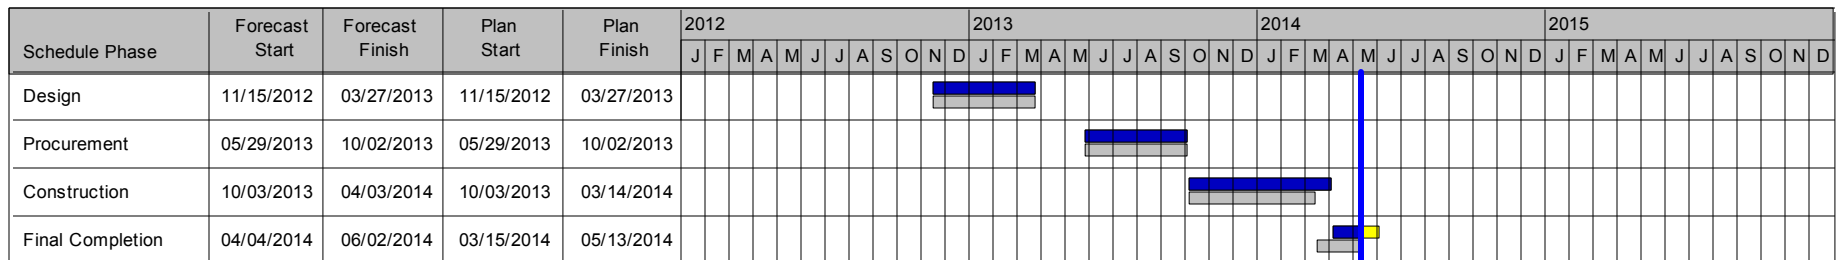 Forecast Forecast Plan Plan 2012 2013 2014 2015
Schedule Phase Start Finish Start Finish J F M A M J J A S O N D J F M A M J J A S O N D J F M A M J J A S O N D J F M A M J J A S O N D
Design 11/15/2012 03/27/2013 11/15/2012 03/27/2013
Procurement 05/29/2013 10/02/2013 05/29/2013 10/02/2013
Construction 10/03/2013 04/03/2014 10/03/2013 03/14/2014
Final Completion 04/04/2014 06/02/2014 03/15/2014 05/13/2014